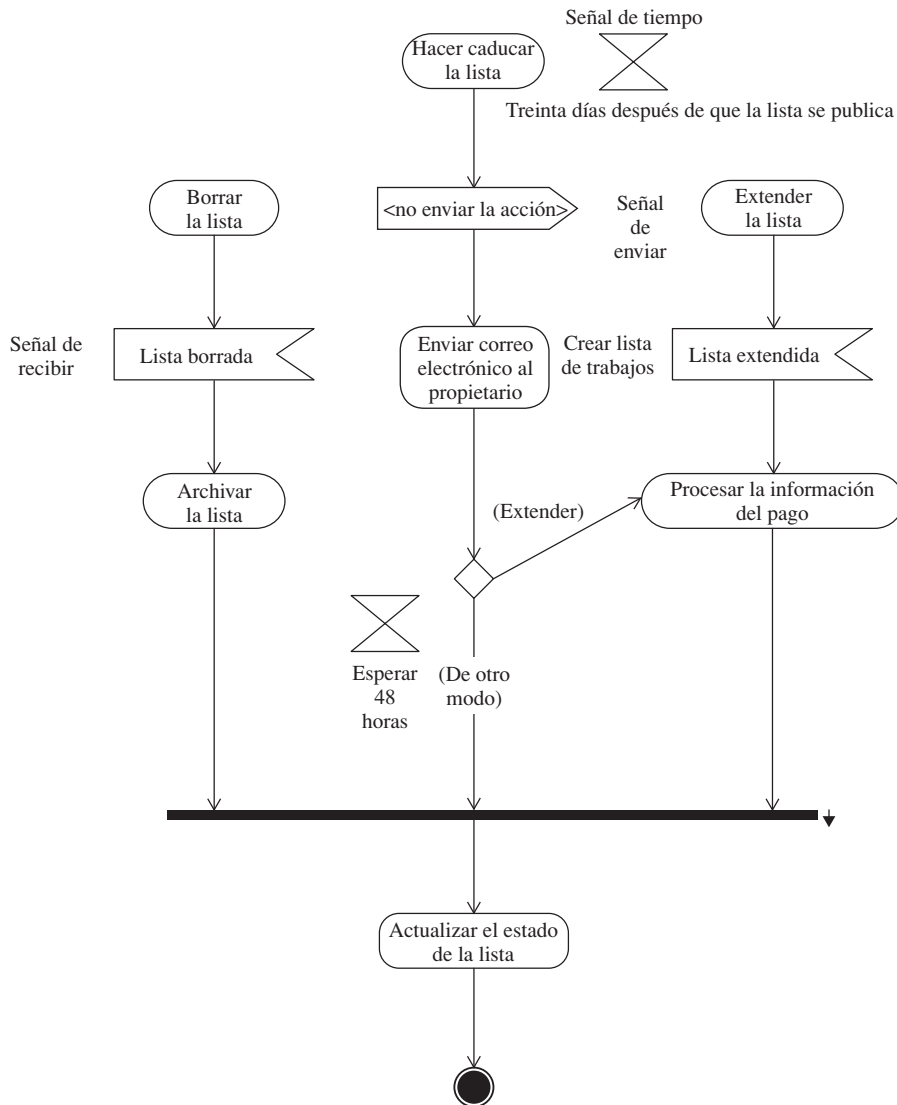 Señal de tiempo
Hacer caducar
la lista
Treinta días después de que la lista se publica
Borrar
la lista
<no enviar la acción>
Señal
de
enviar
Extender
la lista
Señal de
recibir
Lista borrada
Enviar correo
electrónico al
propietario
Crear lista
de trabajos
Lista extendida
Archivar
la lista
(Extender)
Procesar la información
del pago
Esperar
48
horas
(De otro
modo)
Actualizar el estado
de la lista